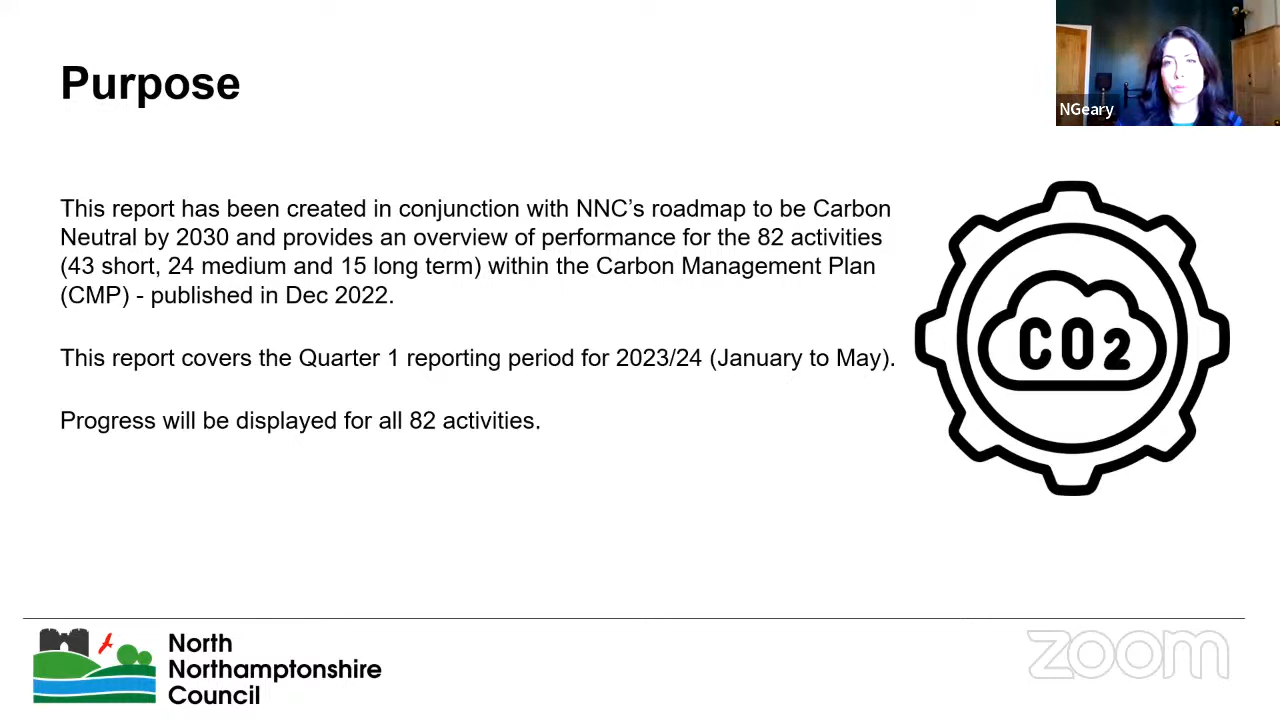 Purpose
NGeary
This report has been created in conjunction with NNC’s roadmap to be Carbon
Neutral by 2030 and provides an overview of performance for the 82 activities
(43 short, 24 medium and 15 long term) within the Carbon Management Plan
(CMP) - published in Dec 2022.
This report covers the Quarter 1 reporting period for 2023/24 (January to May).
Progress will be displayed for all 82 activities.
CO2
North
Northamptonshire
Council
zoom